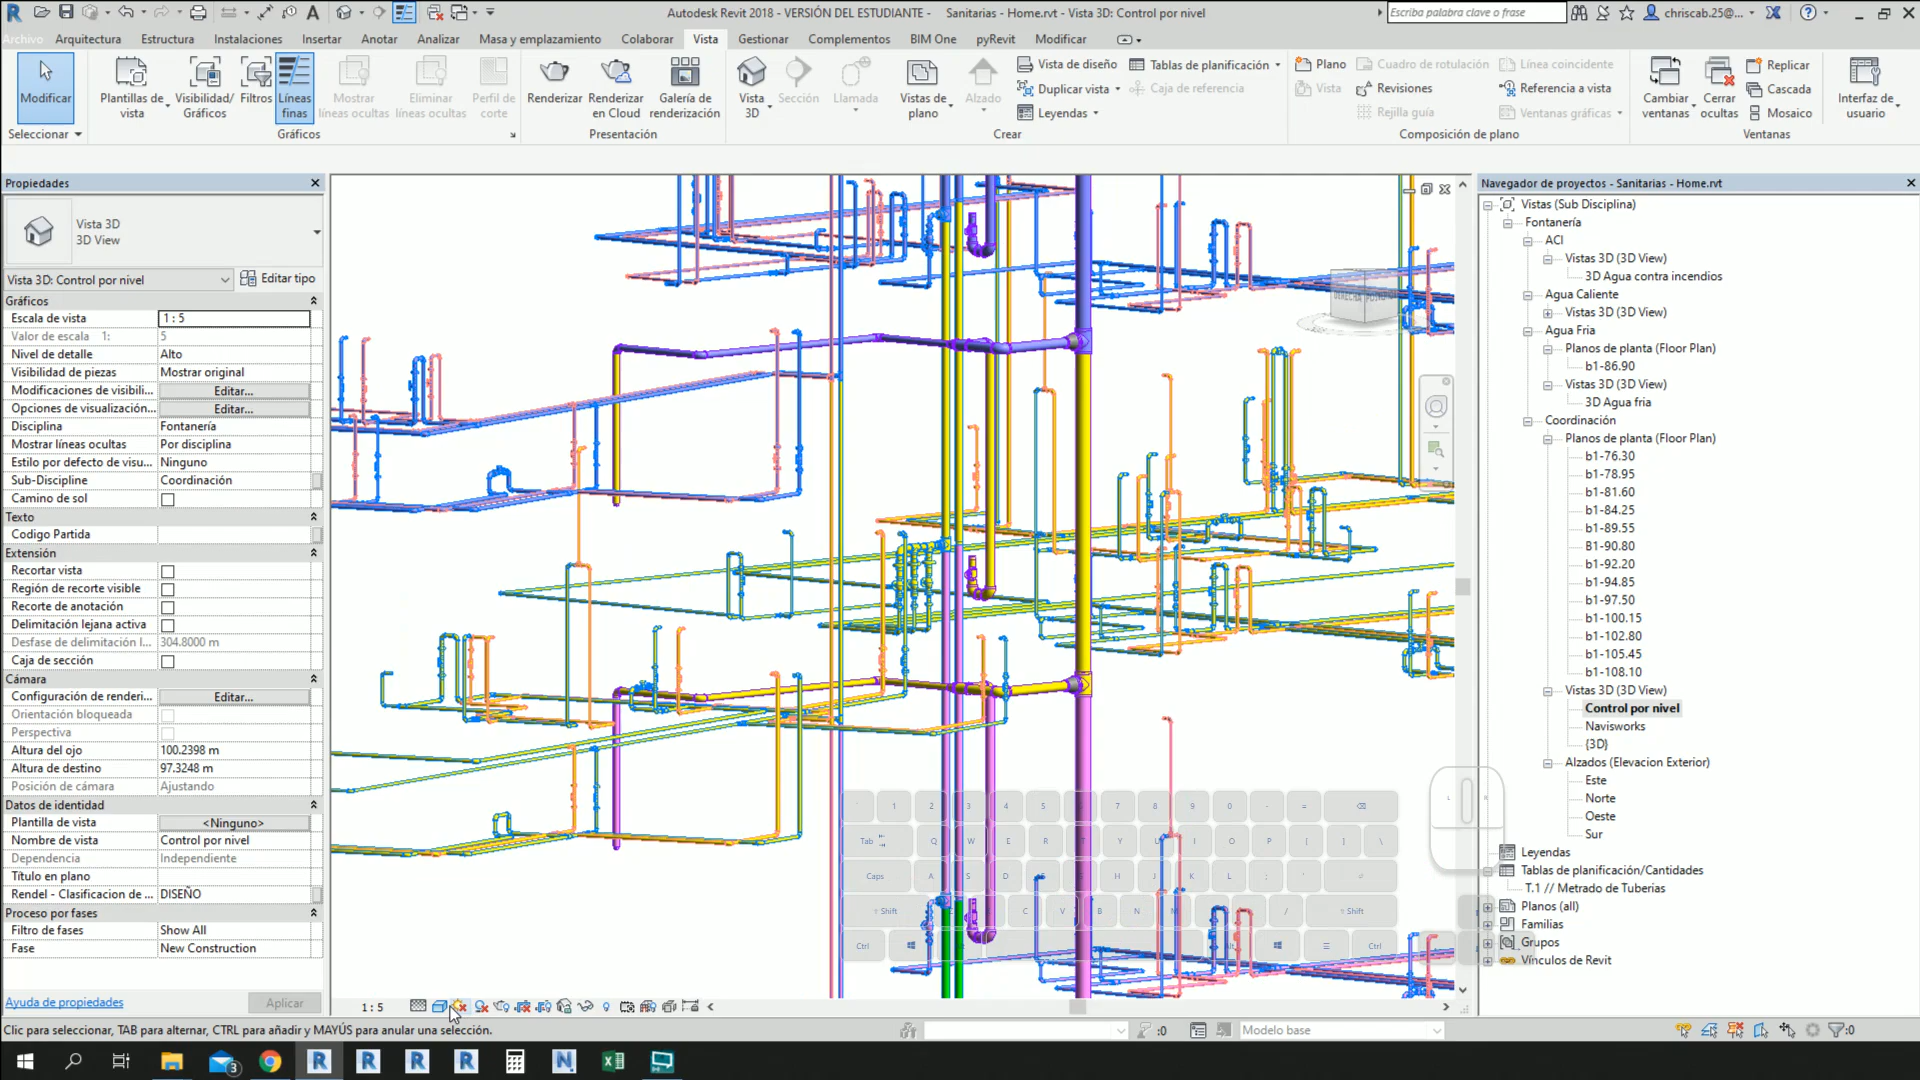 Autodesk Revit 2018 - VERSIÓN DEL ESTUDIANTE - Sanitarias - Home.rvt - Vista 3D: Control por nivel
Escriba palabra clave o frase
chriscab.25@...
Archivo Arquitectura Estructura Instalaciones Insertar Anotar Analizar Masa y emplazamiento Colaborar Vista Gestionar Complementos BIM One pyRevit Modificar
Modificar
Plantillas de vista
Visibilidad/ Gráficos
Filtros
Líneas finas
Mostrar líneas ocultas
Eliminar líneas ocultas
Perfil de corte
Renderizar
Renderizar en Cloud
Galería de renderización
Vista 3D
Sección
Llamada
Vistas de plano
Alzado
Vista de diseño
Duplicar vista
Leyendas
Tablas de planificación
Caja de referencia
Plano
Vista
Cuadro de rotulación
Revisiones
Rejilla guía
Línea coincidente
Referencia a vista
Ventanas gráficas
Cambiar ventanas
Cerrar ocultas
Replicar
Cascada
Mosaico
Interfaz de usuario
Seleccionar
Gráficos
Presentación
Crear
Composición de plano
Ventanas
Propiedades
Vista 3D
3D View
Vista 3D: Control por nivel
Editar tipo
Gráficos
Escala de vista 1 : 5
Valor de escala 1: 5
Nivel de detalle Alto
Visibilidad de piezas Mostrar original
Modificaciones de visibili... Editar...
Opciones de visualización... Editar...
Disciplina Fontanería
Mostrar líneas ocultas Por disciplina
Estilo por defecto de visu... Ninguno
Sub-Discipline Coordinación
Camino de sol
Texto
Codigo Partida
Extensión
Recortar vista
Región de recorte visible
Recorte de anotación
Delimitación lejana activa
Desfase de delimitación l... 304.8000 m
Caja de sección
Cámara
Configuración de renderi... Editar...
Orientación bloqueada
Perspectiva
Altura del ojo 100.2398 m
Altura de destino 97.3248 m
Posición de cámara Ajustando
Datos de identidad
Plantilla de vista <Ninguno>
Nombre de vista Control por nivel
Dependencia Independiente
Título en plano
Rendel - Clasificacion de ... DISEÑO
Proceso por fases
Filtro de fases Show All
Fase New Construction
Ayuda de propiedades
Aplicar
1 2 3 4 5 6 7 8 9 0 - =
Tab Q W E R T Y U I O P [ ] \
Caps A S D H J K L ; '
Shift C V B N M / Shift
Ctrl Ctrl
1 : 5
Navegador de proyectos - Sanitarias - Home.rvt
Vistas (Sub Disciplina)
Fontanería
ACI
Vistas 3D (3D View)
3D Agua contra incendios
Agua Caliente
Vistas 3D (3D View)
Agua Fria
Planos de planta (Floor Plan)
b1-86.90
Vistas 3D (3D View)
3D Agua fria
Coordinación
Planos de planta (Floor Plan)
b1-76.30
b1-78.95
b1-81.60
b1-84.25
b1-89.55
B1-90.80
b1-92.20
b1-94.85
b1-97.50
b1-100.15
b1-102.80
b1-105.45
b1-108.10
Vistas 3D (3D View)
Control por nivel
Navisworks
{3D}
Alzados (Elevacion Exterior)
Este
Norte
Oeste
Sur
Leyendas
Tablas de planificación/Cantidades
T.1 // Metrado de Tuberias
Planos (all)
Familias
Grupos
Vínculos de Revit
Clic para seleccionar, TAB para alternar, CTRL para añadir y MAYÚS para anular una selección.
:0
Modelo base
:0
3